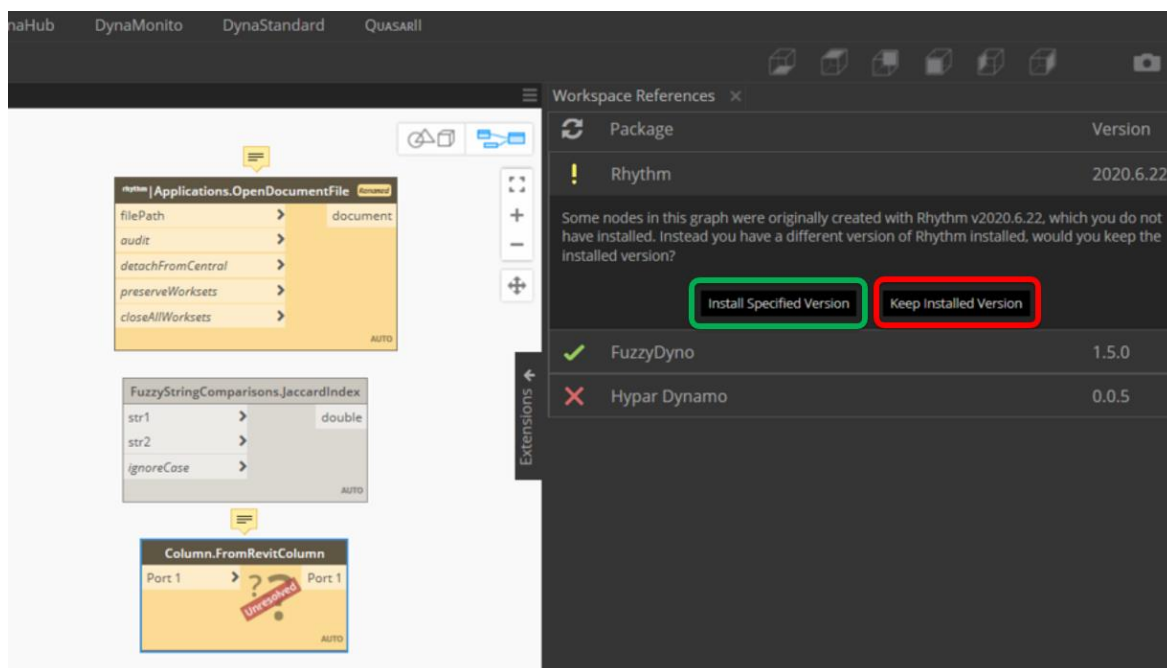 naHub DynaMonito DynaStandard QUASARII
Workspace References ×
Package Version
! Rhythm 2020.6.22
Some nodes in this graph were originally created with Rhythm v2020.6.22, which you do not
have installed. Instead you have a different version of Rhythm installed, would you keep the
installed version?
Install Specified Version Keep Installed Version
FuzzyDyno 1.5.0
Hypar Dynamo 0.0.5
Extensions
rhythm|Applications.OpenDocumentFile Renamed
filePath > document
audit >
detachFromCentral >
preserveWorksets >
closeAllWorksets >
AUTO
FuzzyStringComparisons.JaccardIndex
str1 > double
str2 >
ignoreCase >
AUTO
Column.FromRevitColumn
Port 1 > ?? Port 1
Unresolved
AUTO